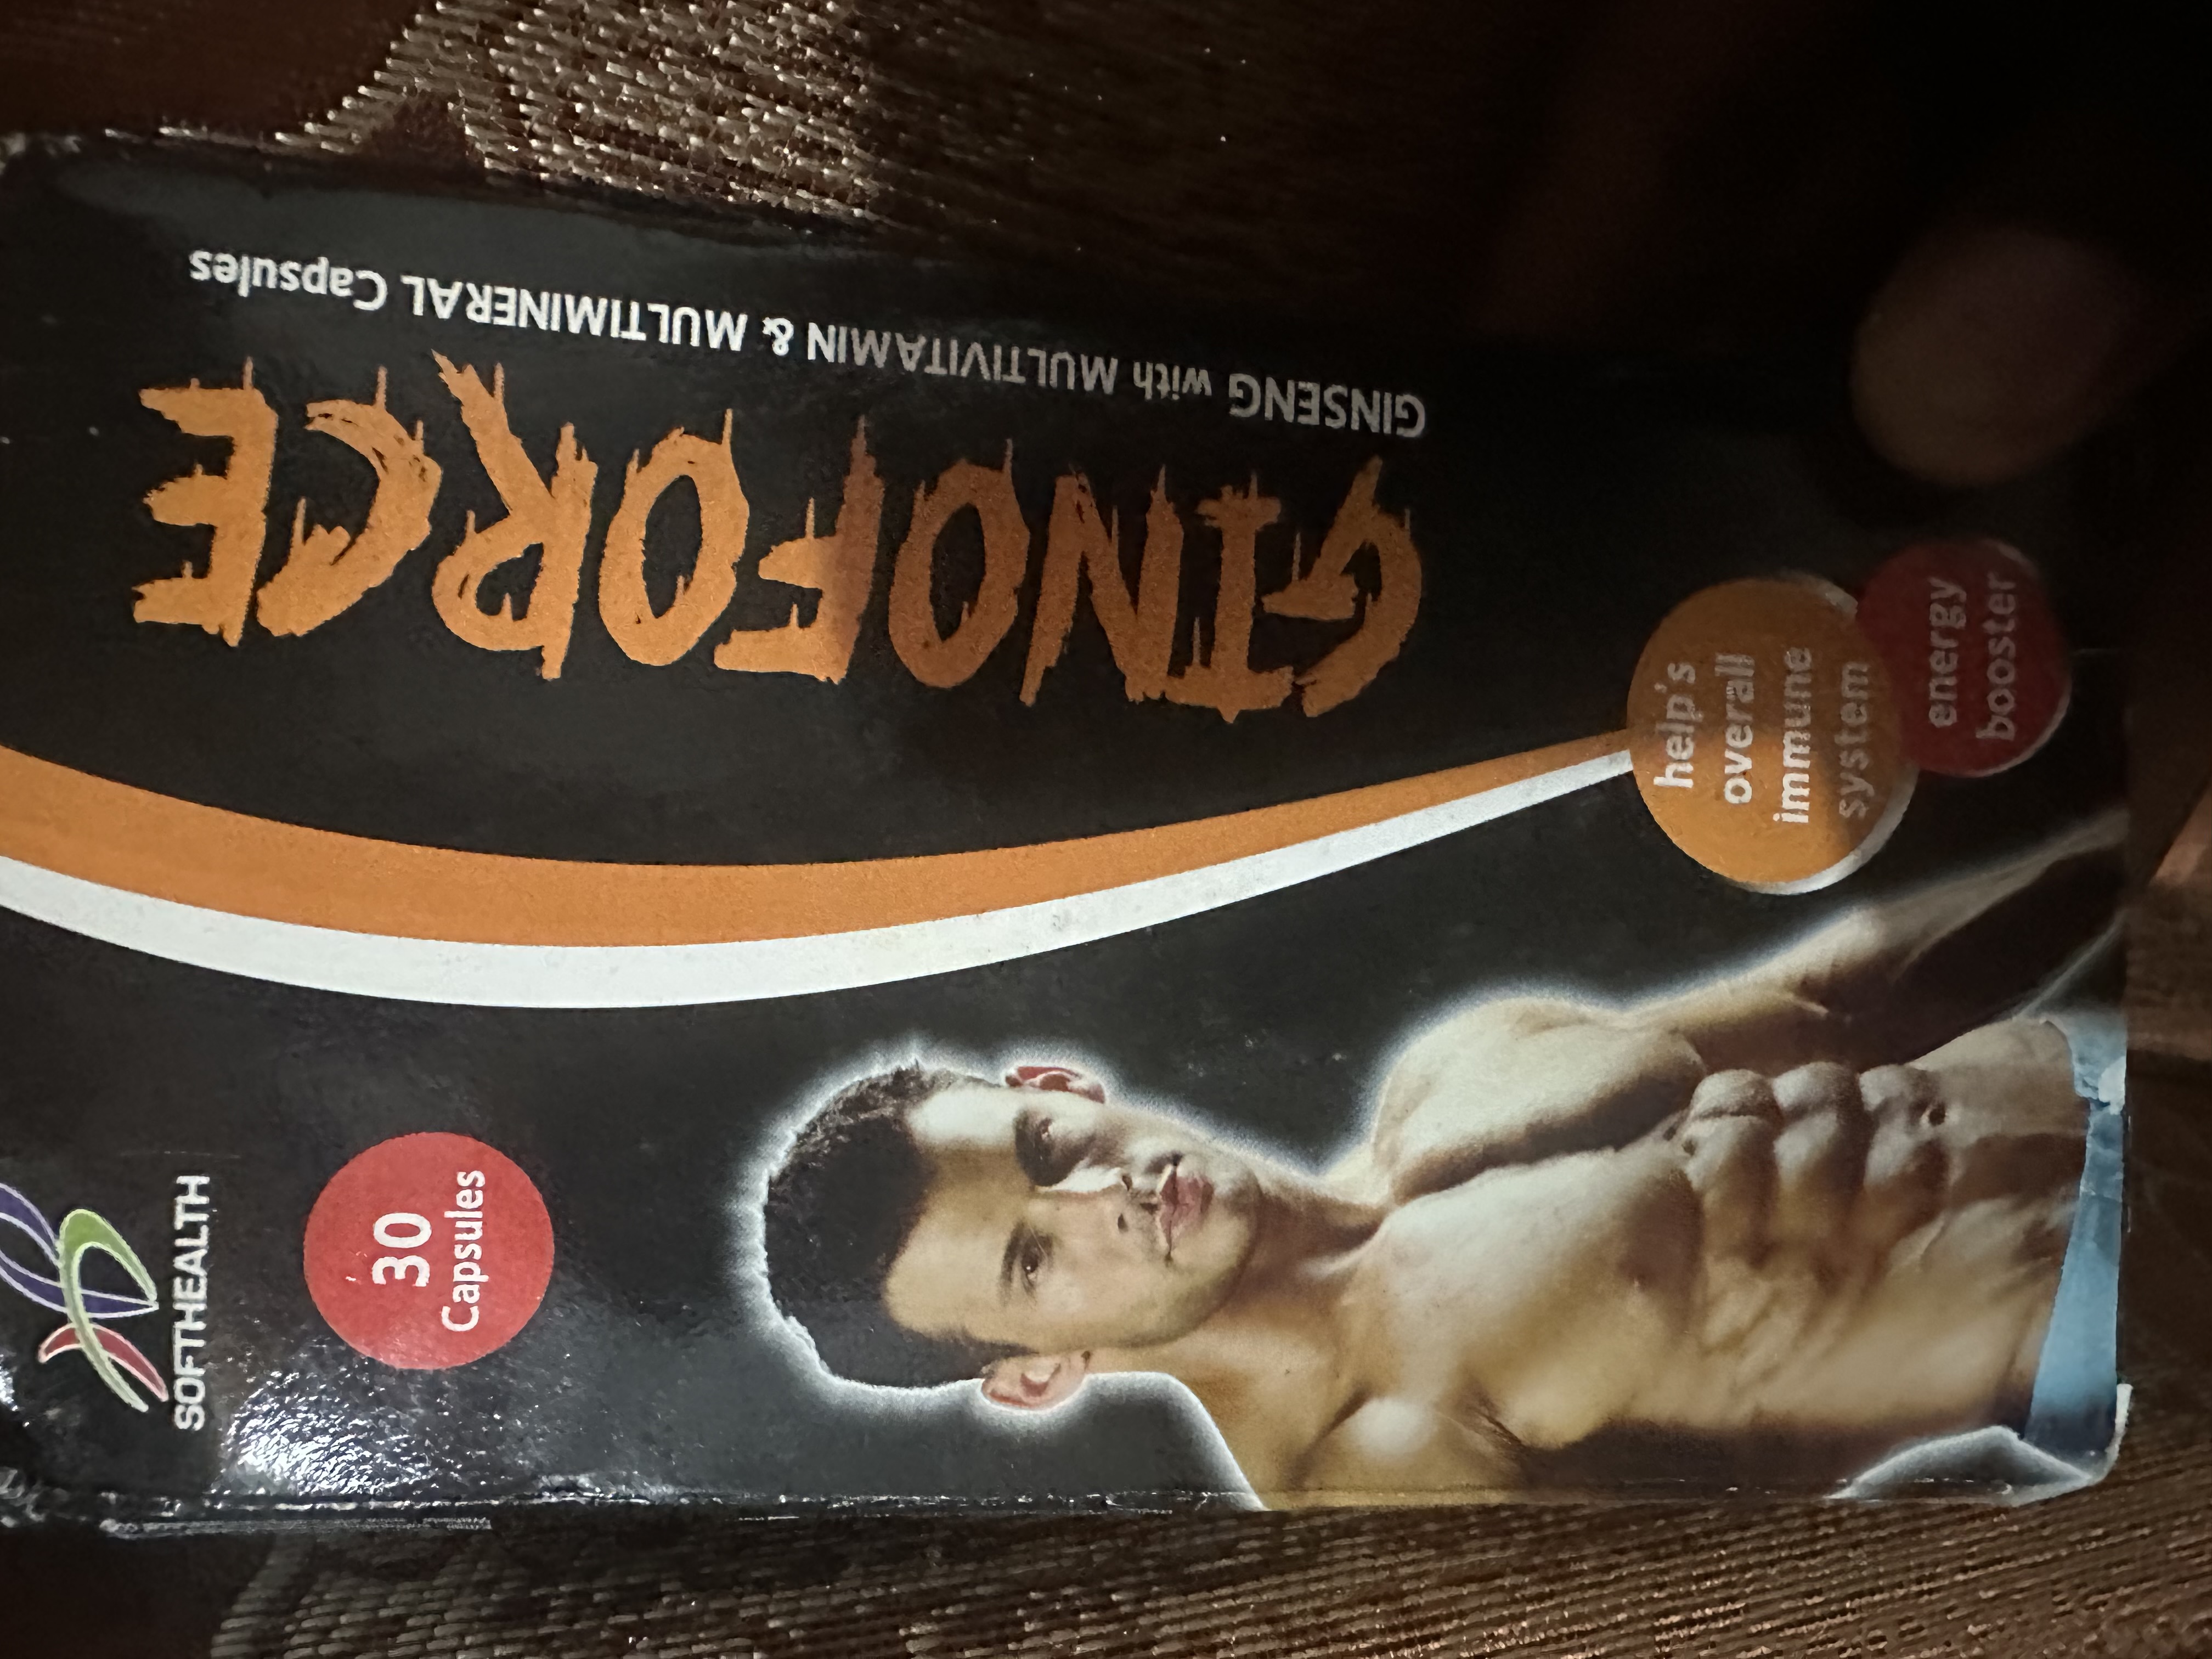 GINOFORCE
GINSENG with MULTIVITAMIN & MULTIMINERAL Capsules
help's
overall
immune
system
energy
booster
30
Capsules
SOFTHEALTH